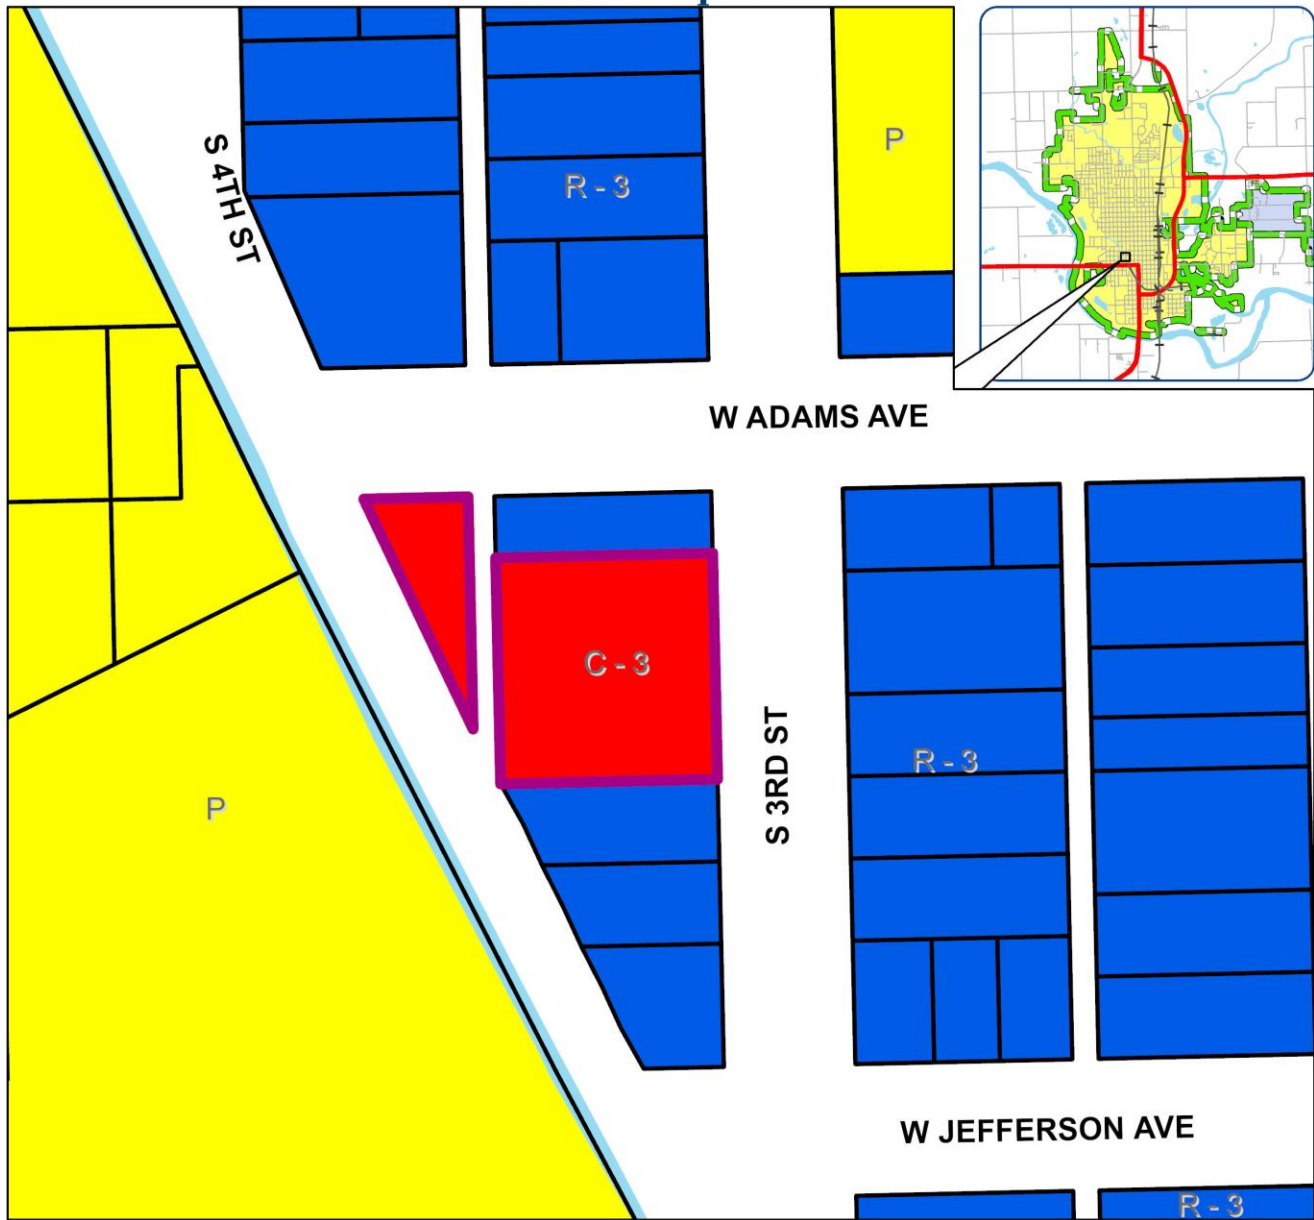 S 4TH ST
R - 3
P
W ADAMS AVE
C - 3
S 3RD ST
R - 3
P
W JEFFERSON AVE
R - 3